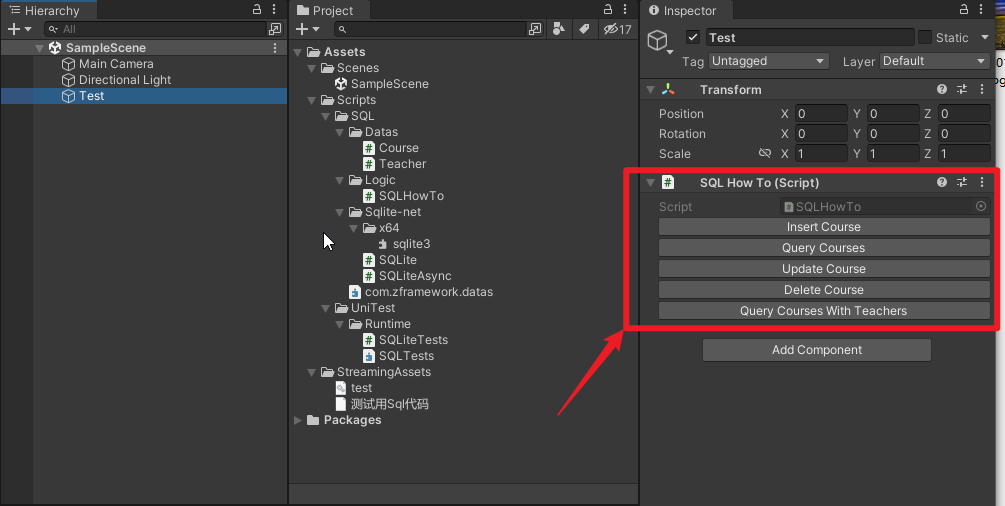 Hierarchy
All
SampleScene
Main Camera
Directional Light
Test
Project
17
Assets
Scenes
SampleScene
Scripts
SQL
Datas
Course
Teacher
Logic
SQLHowTo
Sqlite-net
x64
sqlite3
SQLite
SQLiteAsync
com.zframework.datas
UniTest
Runtime
SQLiteTests
SQLTests
StreamingAssets
test
测试用Sql代码
Packages
Inspector
Test Static
Tag Untagged Layer Default
Transform
Position X 0 Y 0 Z 0
Rotation X 0 Y 0 Z 0
Scale X 1 Y 1 Z 1
SQL How To (Script)
Script SQLHowTo
Insert Course
Query Courses
Update Course
Delete Course
Query Courses With Teachers
Add Component